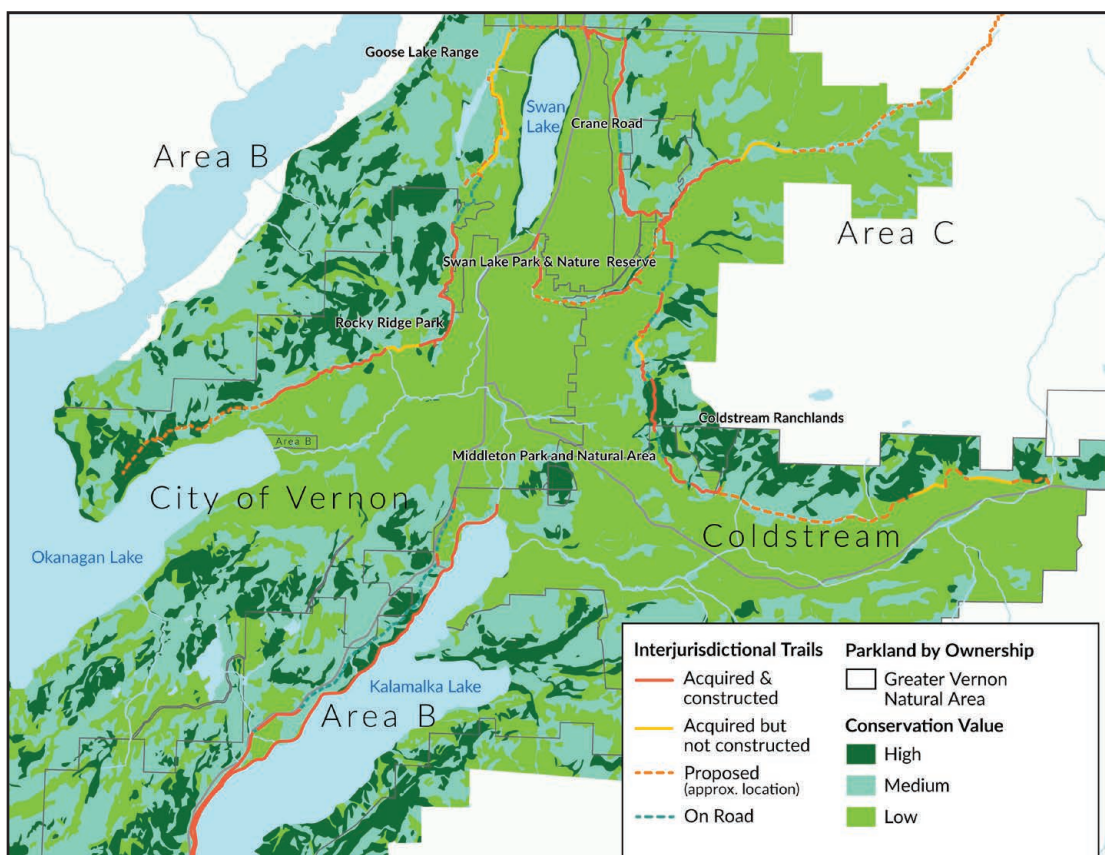 Goose Lake Range
Swan
Lake
Crane Road
Area B
Area C
Swan Lake Park & Nature Reserve
Rocky Ridge Park
Coldstream Ranchlands
Area B
Middleton Park and Natural Area
City of Vernon
Coldstream
Okanagan Lake
Kalamalka Lake
Area B
Interjurisdictional Trails
Acquired &
constructed
Acquired but
not constructed
Proposed
(approx. location)
On Road
Parkland by Ownership
Greater Vernon
Natural Area
Conservation Value
High
Medium
Low